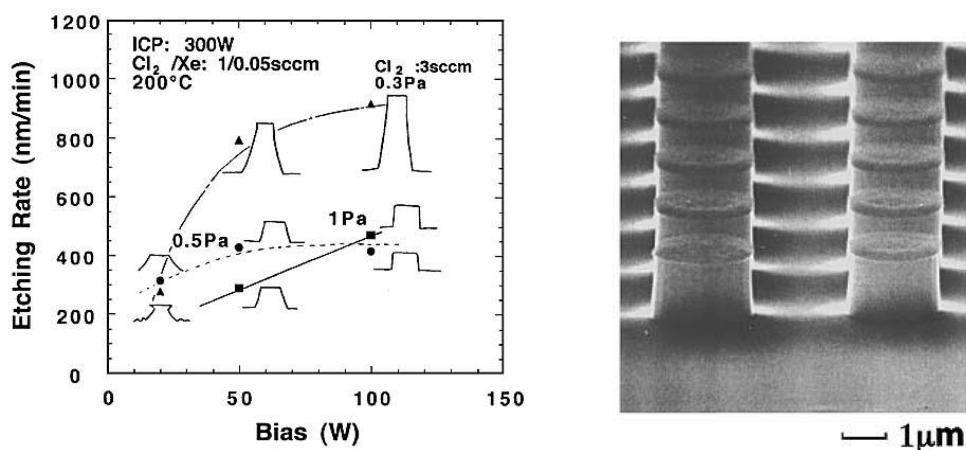 1200
1000
800
600
400
200
0
Etching Rate (nm/min)
ICP: 300W
Cl2 /Xe: 1/0.05sccm
200°C
Cl2 :3sccm
0.3Pa
0.5Pa
1Pa
0 50 100 150
Bias (W)
1μm